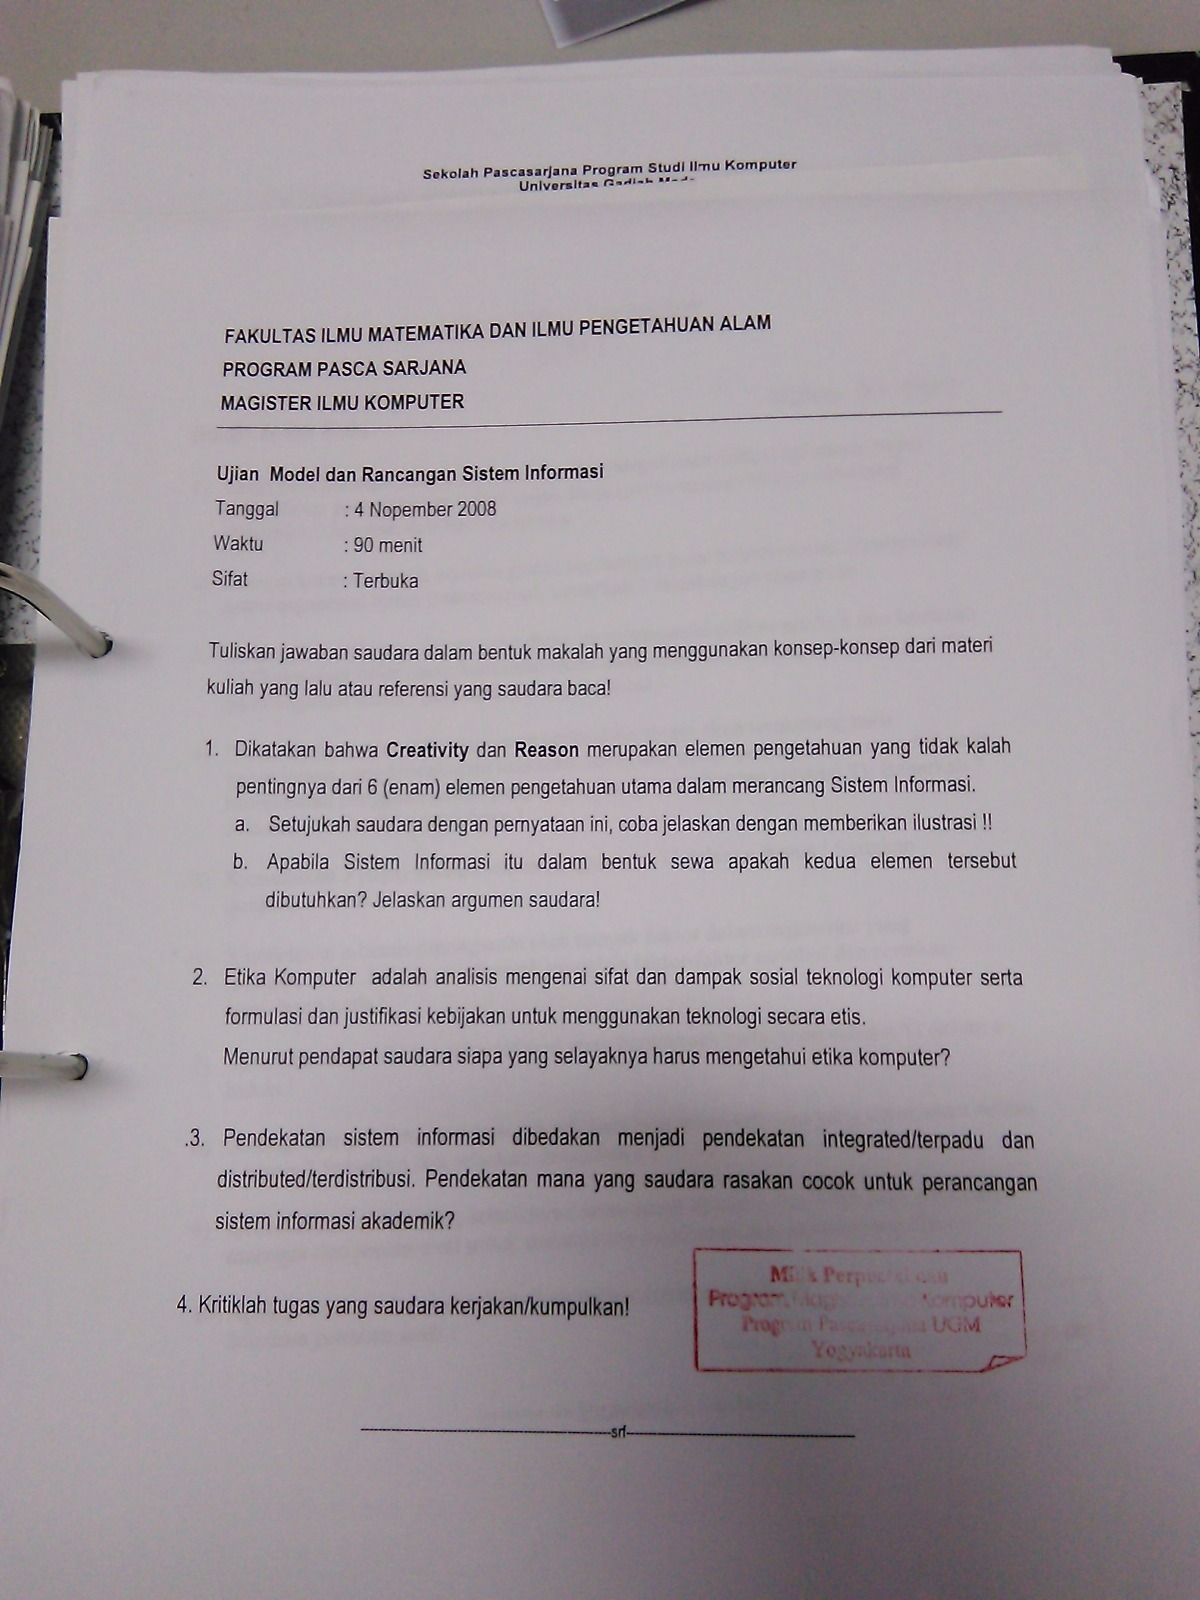 Sekolah Pascasarjana Program Studi Ilmu Komputer
Universitas Gadjah Mada
FAKULTAS ILMU MATEMATIKA DAN ILMU PENGETAHUAN ALAM
PROGRAM PASCA SARJANA
MAGISTER ILMU KOMPUTER
Ujian Model dan Rancangan Sistem Informasi
Tanggal : 4 Nopember 2008
Waktu : 90 menit
Sifat : Terbuka
Tuliskan jawaban saudara dalam bentuk makalah yang menggunakan konsep-konsep dari materi
kuliah yang lalu atau referensi yang saudara baca!
1. Dikatakan bahwa Creativity dan Reason merupakan elemen pengetahuan yang tidak kalah
pentingnya dari 6 (enam) elemen pengetahuan utama dalam merancang Sistem Informasi.
a. Setujukah saudara dengan pernyataan ini, coba jelaskan dengan memberikan ilustrasi !!
b. Apabila Sistem Informasi itu dalam bentuk sewa apakah kedua elemen tersebut
dibutuhkan? Jelaskan argumen saudara!
2. Etika Komputer adalah analisis mengenai sifat dan dampak sosial teknologi komputer serta
formulasi dan justifikasi kebijakan untuk menggunakan teknologi secara etis.
Menurut pendapat saudara siapa yang selayaknya harus mengetahui etika komputer?
.3. Pendekatan sistem informasi dibedakan menjadi pendekatan integrated/terpadu dan
distributed/terdistribusi. Pendekatan mana yang saudara rasakan cocok untuk perancangan
sistem informasi akademik?
4. Kritiklah tugas yang saudara kerjakan/kumpulkan!
Milik Perpustakaan
Program Komputer
Program UGM
Yogyakarta
srf